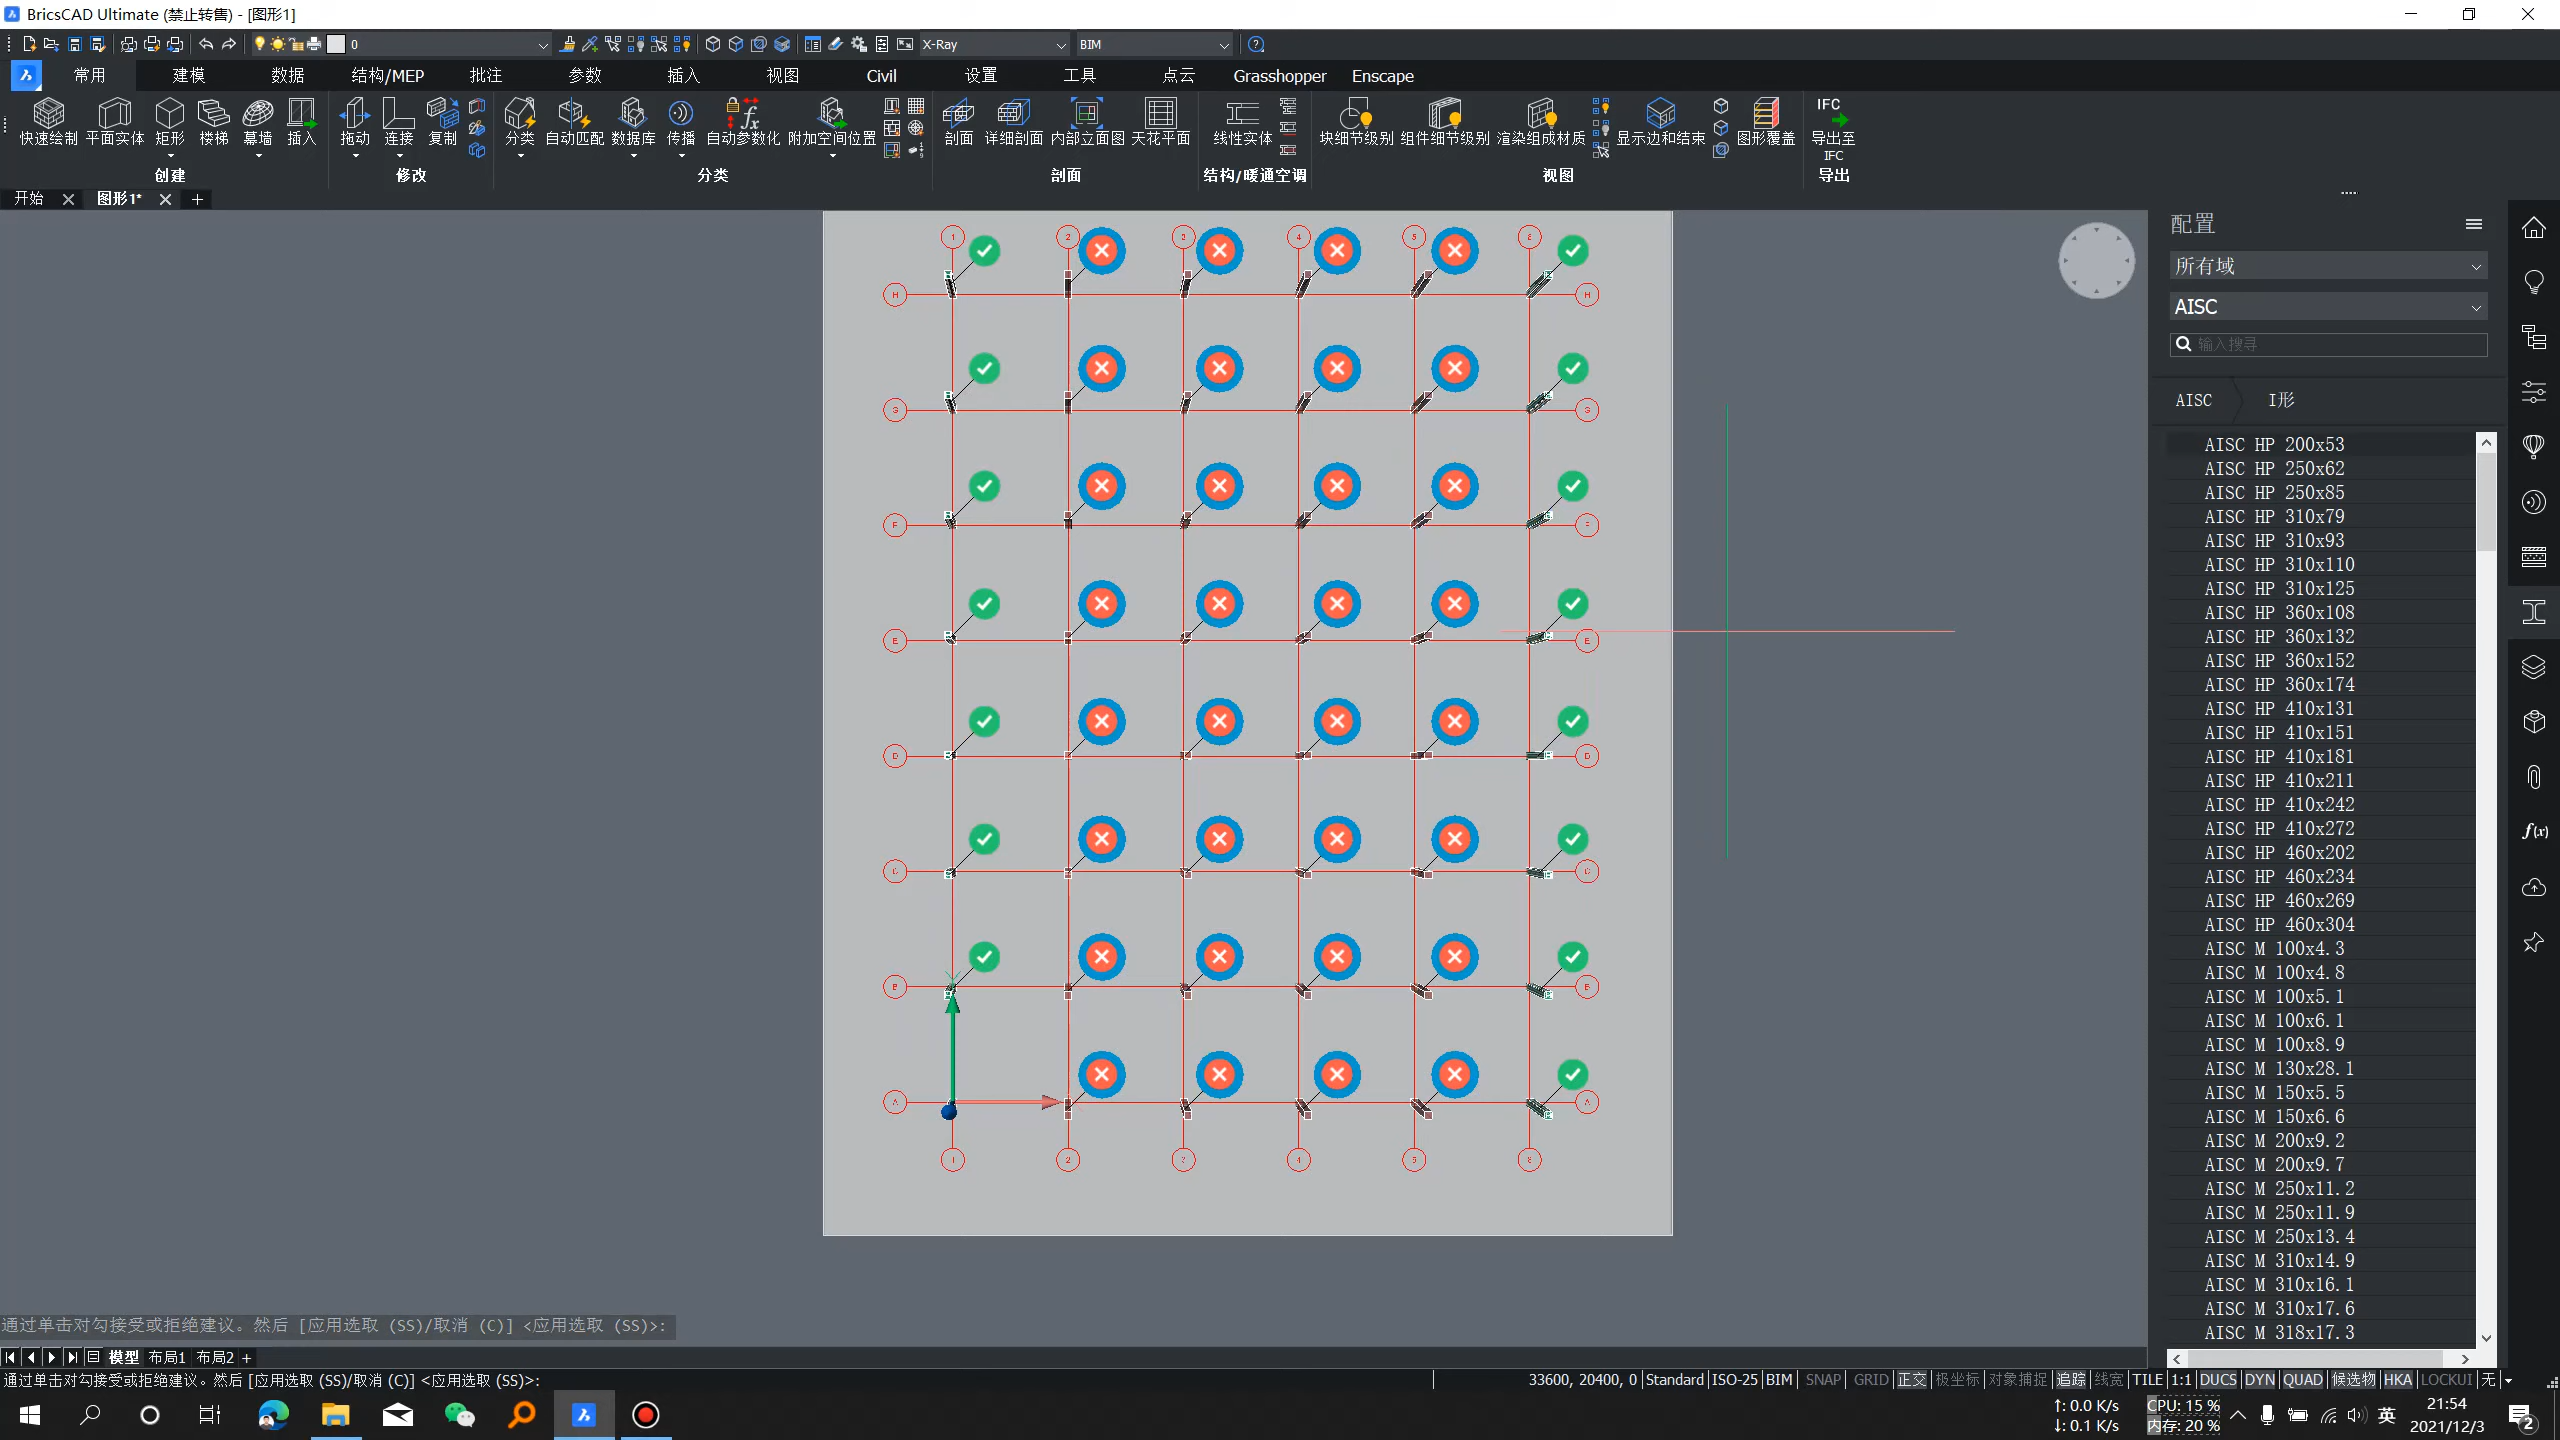 BricsCAD Ultimate (禁止转售) - [图形1]
0
X-Ray
BIM
常用 建模 数据 结构/MEP 批注 参数 插入 视图 Civil 设置 工具 点云 Grasshopper Enscape
快速绘制 平面实体 矩形 楼梯 幕墙 插入 拖动 连接 复制 分类 自动匹配 数据库 传播 自动参数化 附加空间位置 剖面 详细剖面 内部立面图 天花平面 线性实体 块细节级别 组件细节级别 渲染组成材质 显示边和结束 图形覆盖 IFC 导出至 IFC
创建 修改 分类 剖面 结构/暖通空调 视图 导出
开始 图形1* +
配置
所有域
AISC
输入搜寻
AISC I形
AISC HP 200x53
AISC HP 250x62
AISC HP 250x85
AISC HP 310x79
AISC HP 310x93
AISC HP 310x110
AISC HP 310x125
AISC HP 360x108
AISC HP 360x132
AISC HP 360x152
AISC HP 360x174
AISC HP 410x131
AISC HP 410x151
AISC HP 410x181
AISC HP 410x211
AISC HP 410x242
AISC HP 410x272
AISC HP 460x202
AISC HP 460x234
AISC HP 460x269
AISC HP 460x304
AISC M 100x4.3
AISC M 100x4.8
AISC M 100x5.1
AISC M 100x6.1
AISC M 100x8.9
AISC M 130x28.1
AISC M 150x5.5
AISC M 150x6.6
AISC M 200x9.2
AISC M 200x9.7
AISC M 250x11.2
AISC M 250x11.9
AISC M 250x13.4
AISC M 310x14.9
AISC M 310x16.1
AISC M 310x17.6
AISC M 318x17.3
f(x)
通过单击对勾接受或拒绝建议。然后 [应用选取 (SS)/取消 (C)] <应用选取 (SS)>:
模型 布局1 布局2 +
通过单击对勾接受或拒绝建议。然后 [应用选取 (SS)/取消 (C)] <应用选取 (SS)>:
33600, 20400, 0 Standard ISO-25 BIM SNAP GRID 正交 极坐标 对象捕捉 追踪 线宽 TILE 1:1 DUCS DYN QUAD 候选物 HKA LOCKUI 无
↑: 0.0 K/s
↓: 0.1 K/s
CPU: 15 %
内存: 20 %
英
21:54
2021/12/3
2